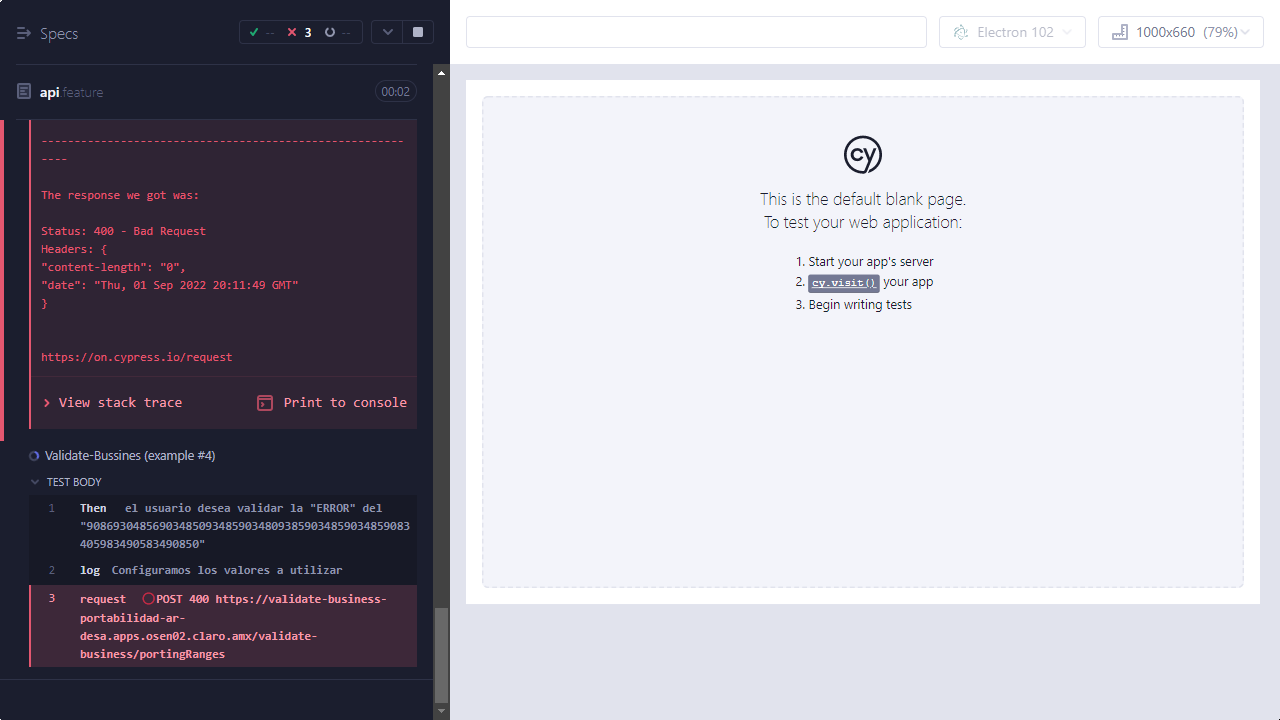 Specs
-- 3 --
api.feature
00:02
-------------------------------------------------------
----
The response we got was:
Status: 400 - Bad Request
Headers: {
"content-length": "0",
"date": "Thu, 01 Sep 2022 20:11:49 GMT"
}
https://on.cypress.io/request
View stack trace
Print to console
Validate-Bussines (example #4)
TEST BODY
1 Then el usuario desea validar la "ERROR" del
"9086930485690348509348590348093859034859034859083
405983490583490850"
2 log Configuramos los valores a utilizar
3 request POST 400 https://validate-business-
portabilidad-ar-
desa.apps.osen02.claro.amx/validate-
business/portingRanges
Electron 102
1000x660 (79%)
cy
This is the default blank page.
To test your web application:
1. Start your app's server
2. cy.visit() your app
3. Begin writing tests